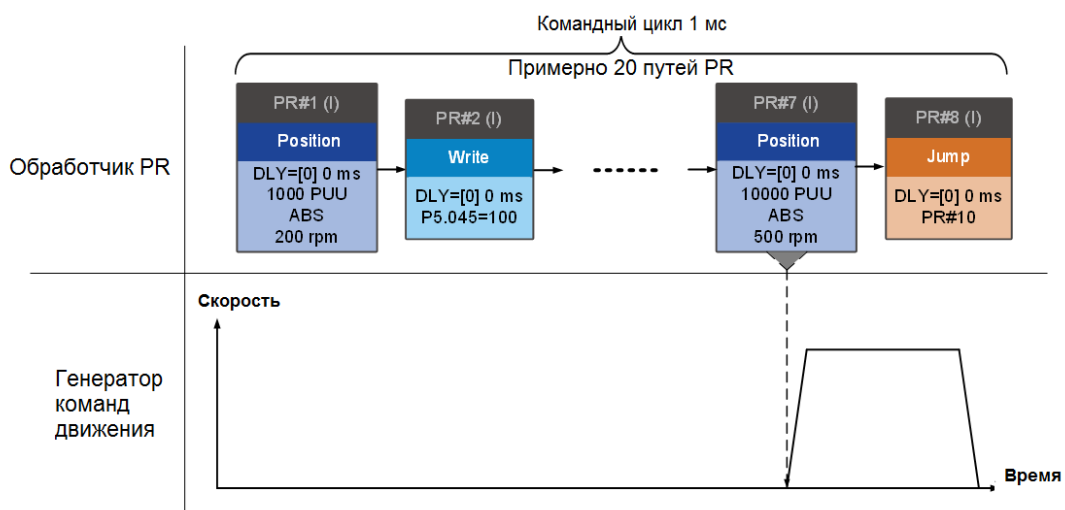 Командный цикл 1 мс
Примерно 20 путей PR
Обработчик PR
PR#1 (I)
Position
DLY=[0] 0 ms
1000 PUU
ABS
200 rpm
PR#2 (I)
Write
DLY=[0] 0 ms
P5.045=100
PR#7 (I)
Position
DLY=[0] 0 ms
10000 PUU
ABS
500 rpm
PR#8 (I)
Jump
DLY=[0] 0 ms
PR#10
Генератор
команд
движения
Скорость
Время